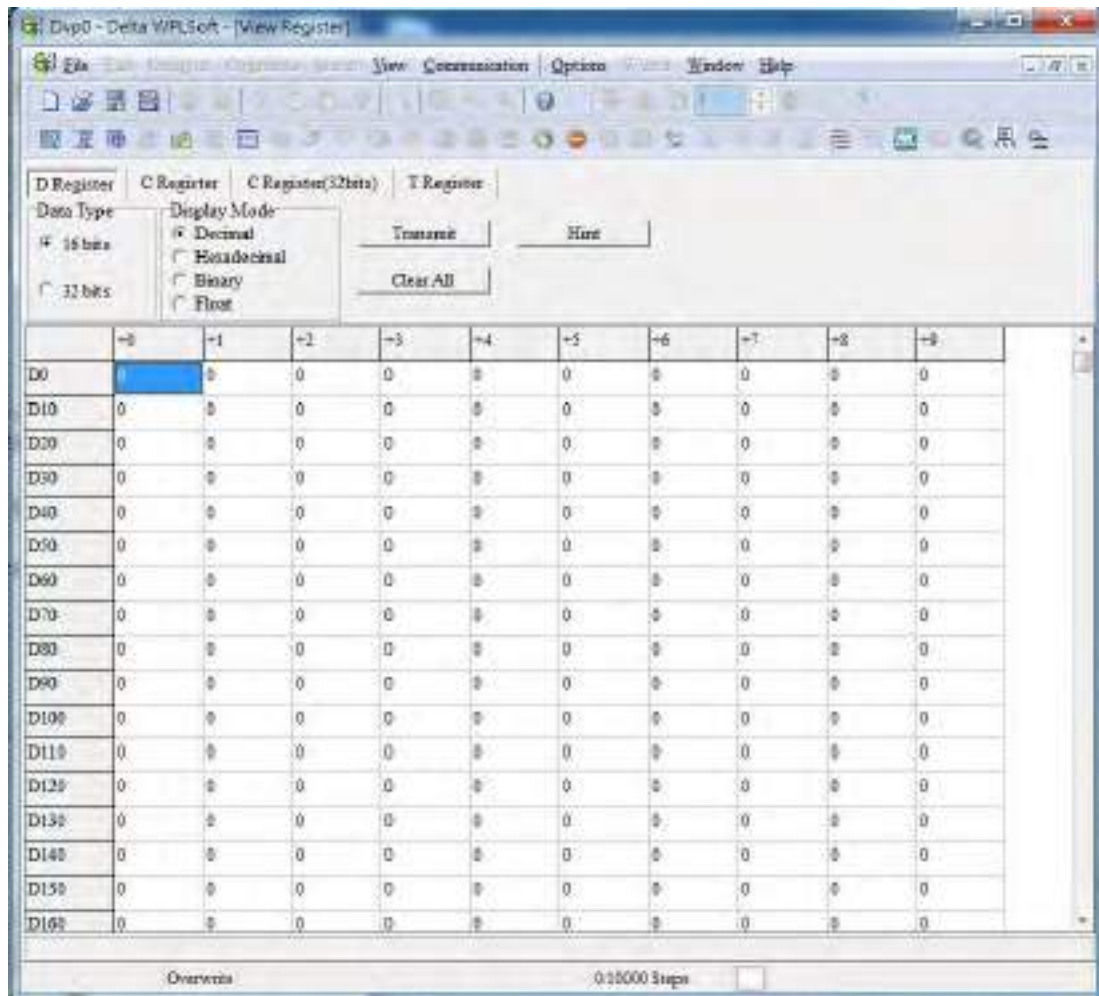 Dvp0 - Delta WPLSoft - [View Register]
File View Communication Options Window Help
D Register C Register C Register(32bits) T Register
Data Type Display Mode
16 bits Decimal Transmit Hint
Hexadecimal
32 bits Binary Clear All
Float
+0 +1 +2 +3 +4 +5 +6 +7 +8 +9
D0 0 0 0 0 0 0 0 0 0
D10 0 0 0 0 0 0 0 0 0 0
D20 0 0 0 0 0 0 0 0 0 0
D30 0 0 0 0 0 0 0 0 0 0
D40 0 0 0 0 0 0 0 0 0 0
D50 0 0 0 0 0 0 0 0 0 0
D60 0 0 0 0 0 0 0 0 0 0
D70 0 0 0 0 0 0 0 0 0 0
D80 0 0 0 0 0 0 0 0 0 0
D90 0 0 0 0 0 0 0 0 0 0
D100 0 0 0 0 0 0 0 0 0 0
D110 0 0 0 0 0 0 0 0 0 0
D120 0 0 0 0 0 0 0 0 0 0
D130 0 0 0 0 0 0 0 0 0 0
D140 0 0 0 0 0 0 0 0 0 0
D150 0 0 0 0 0 0 0 0 0 0
D160 0 0 0 0 0 0 0 0 0 0
Overwrite 0/10000 Steps